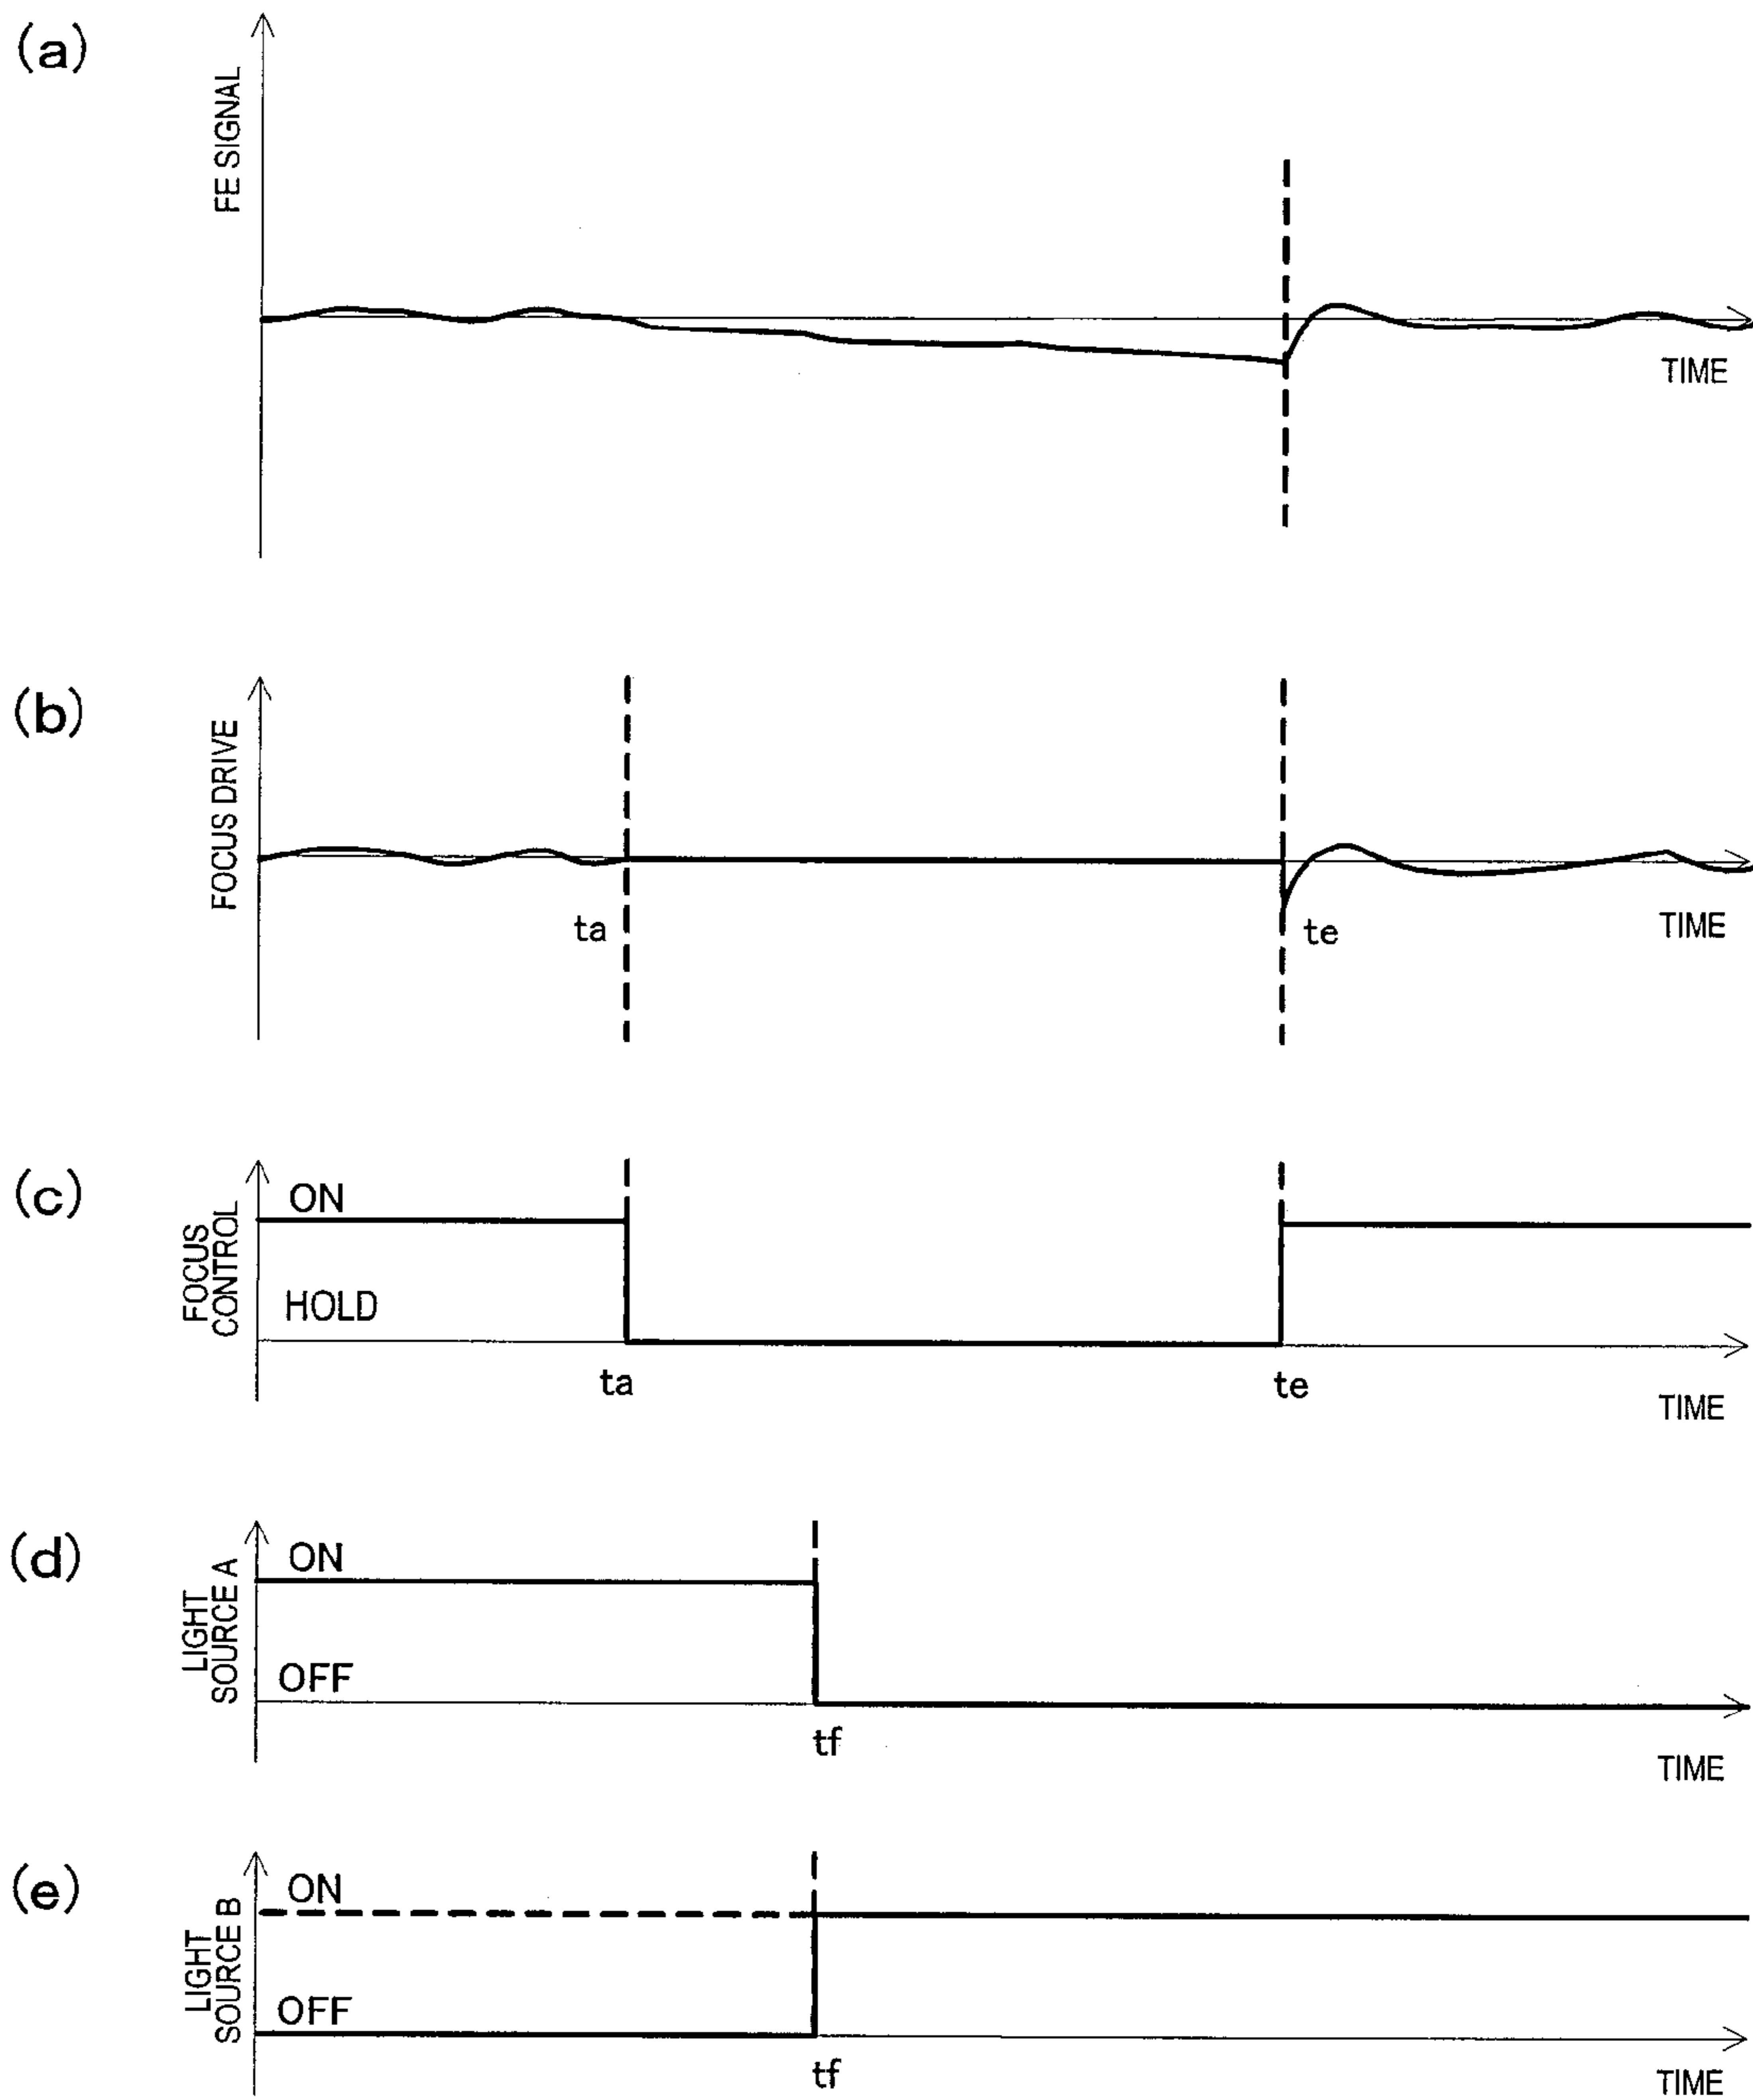 (a)
FE SIGNAL
TIME
(b)
FOCUS DRIVE
ta
te
TIME
(c)
FOCUS
CONTROL
ON
HOLD
ta
te
TIME
(d)
LIGHT
SOURCE A
ON
OFF
tf
TIME
(e)
LIGHT
SOURCE B
ON
OFF
tf
TIME